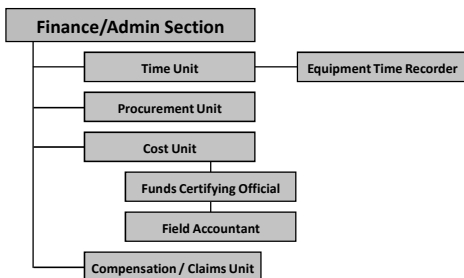 Finance/Admin Section
Time Unit
Equipment Time Recorder
Procurement Unit
Cost Unit
Funds Certifying Official
Field Accountant
Compensation / Claims Unit